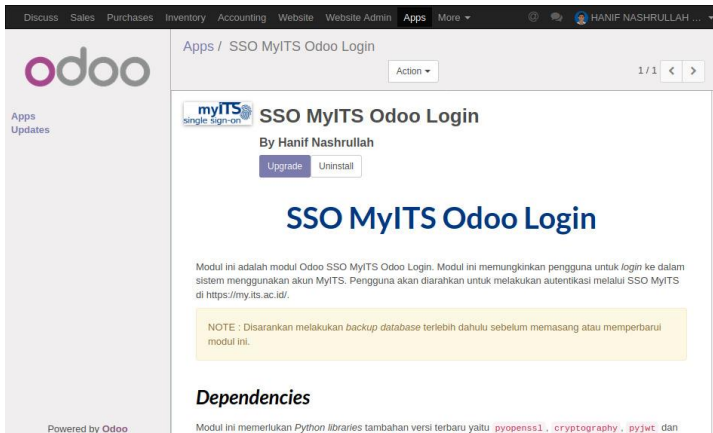 Discuss Sales Purchases Inventory Accounting Website Website Admin Apps More @ HANIF NASHRULLAH ...
odoo
Apps
Updates
Powered by Odoo
Apps / SSO MyITS Odoo Login
Action
1 / 1
myITS
single sign-on
SSO MyITS Odoo Login
By Hanif Nashrullah
Upgrade Uninstall
SSO MyITS Odoo Login
Modul ini adalah modul Odoo SSO MyITS Odoo Login. Modul ini memungkinkan pengguna untuk login ke dalam
sistem menggunakan akun MyITS. Pengguna akan diarahkan untuk melakukan autentikasi melalui SSO MyITS
di https://my.its.ac.id/.
NOTE : Disarankan melakukan backup database terlebih dahulu sebelum memasang atau memperbarui
modul ini.
Dependencies
Modul ini memerlukan Python libraries tambahan versi terbaru yaitu pyopenssl , cryptography , pyjwt dan